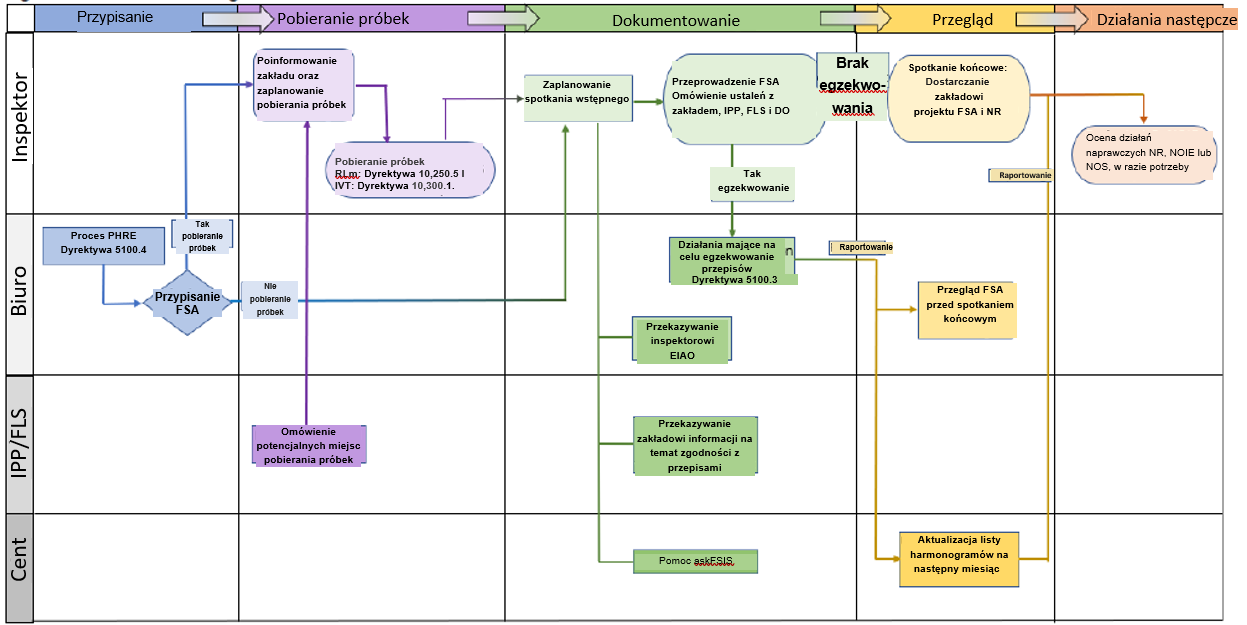 Przypisanie
Pobieranie próbek
Dokumentowanie
Przegląd
Działania następcze
Inspektor
Poinformowanie
zakładu oraz
zaplanowanie
pobierania próbek
Pobieranie próbek
RLm: Dyrektywa 10,250.5 I
IVT: Dyrektywa 10,300.1.
Zaplanowanie
spotkania wstępnego
Przeprowadzenie FSA
Omówienie ustaleń z
zakładem, IPP, FLS i DO
Brak
egzekwo-
wania
Tak
egzekwowanie
Spotkanie końcowe:
Dostarczanie
zakładowi
projektu FSA i NR
Raportowanie
Ocena działań
naprawczych NR, NOIE lub
NOS, w razie potrzeby
Biuro
Proces PHRE
Dyrektywa 5100.4
Tak
pobieranie
próbek
Przypisanie
FSA
Nie
pobieranie
próbek
Działania mające na
celu egzekwowanie
przepisów
Dyrektywa 5100.3
n
Raportowanie
Przegląd FSA
przed spotkaniem
końcowym
Przekazywanie
inspektorowi
EIAO
IPP/FLS
Omówienie
potencjalnych miejsc
pobierania próbek
Przekazywanie
zakładowi informacji na
temat zgodności z
przepisami
Cent
Pomoc askFSIS
Aktualizacja listy
harmonogramów na
następny miesiąc